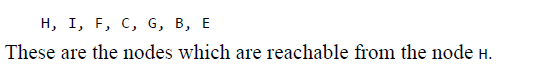 H, I, F, C, G, B, E
These are the nodes which are reachable from the node H.